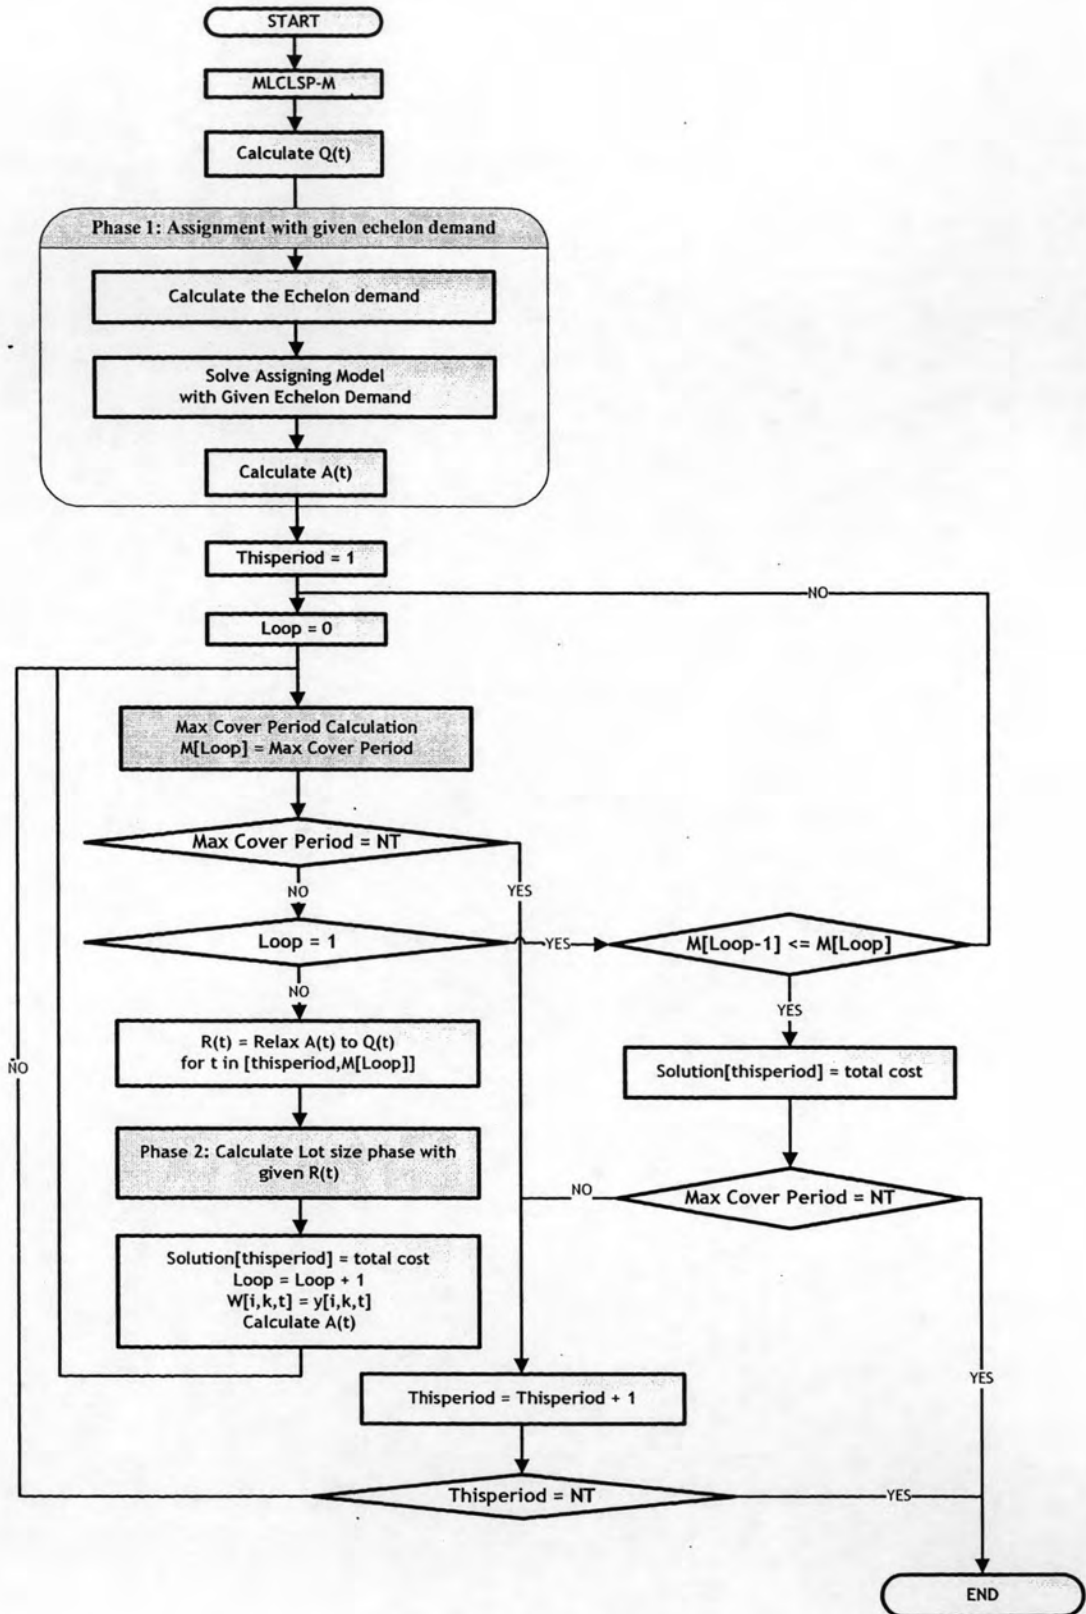 START
MLCLSP-M
Calculate Q(t)
Phase 1: Assignment with given echelon demand
Calculate the Echelon demand
Solve Assigning Model
with Given Echelon Demand
Calculate A(t)
Thisperiod = 1
NO
Loop = 0
Max Cover Period Calculation
M[Loop] = Max Cover Period
Max Cover Period = NT
NO
YES
Loop = 1
YES
M[Loop-1] <= M[Loop]
NO
YES
R(t) = Relax A(t) to Q(t)
for t in [thisperiod,M[Loop]]
Solution[thisperiod] = total cost
NO
Phase 2: Calculate Lot size phase with
given R(t)
NO
Max Cover Period = NT
Solution[thisperiod] = total cost
Loop = Loop + 1
W[i,k,t] = y[i,k,t]
Calculate A(t)
YES
Thisperiod = Thisperiod + 1
Thisperiod = NT
YES
END